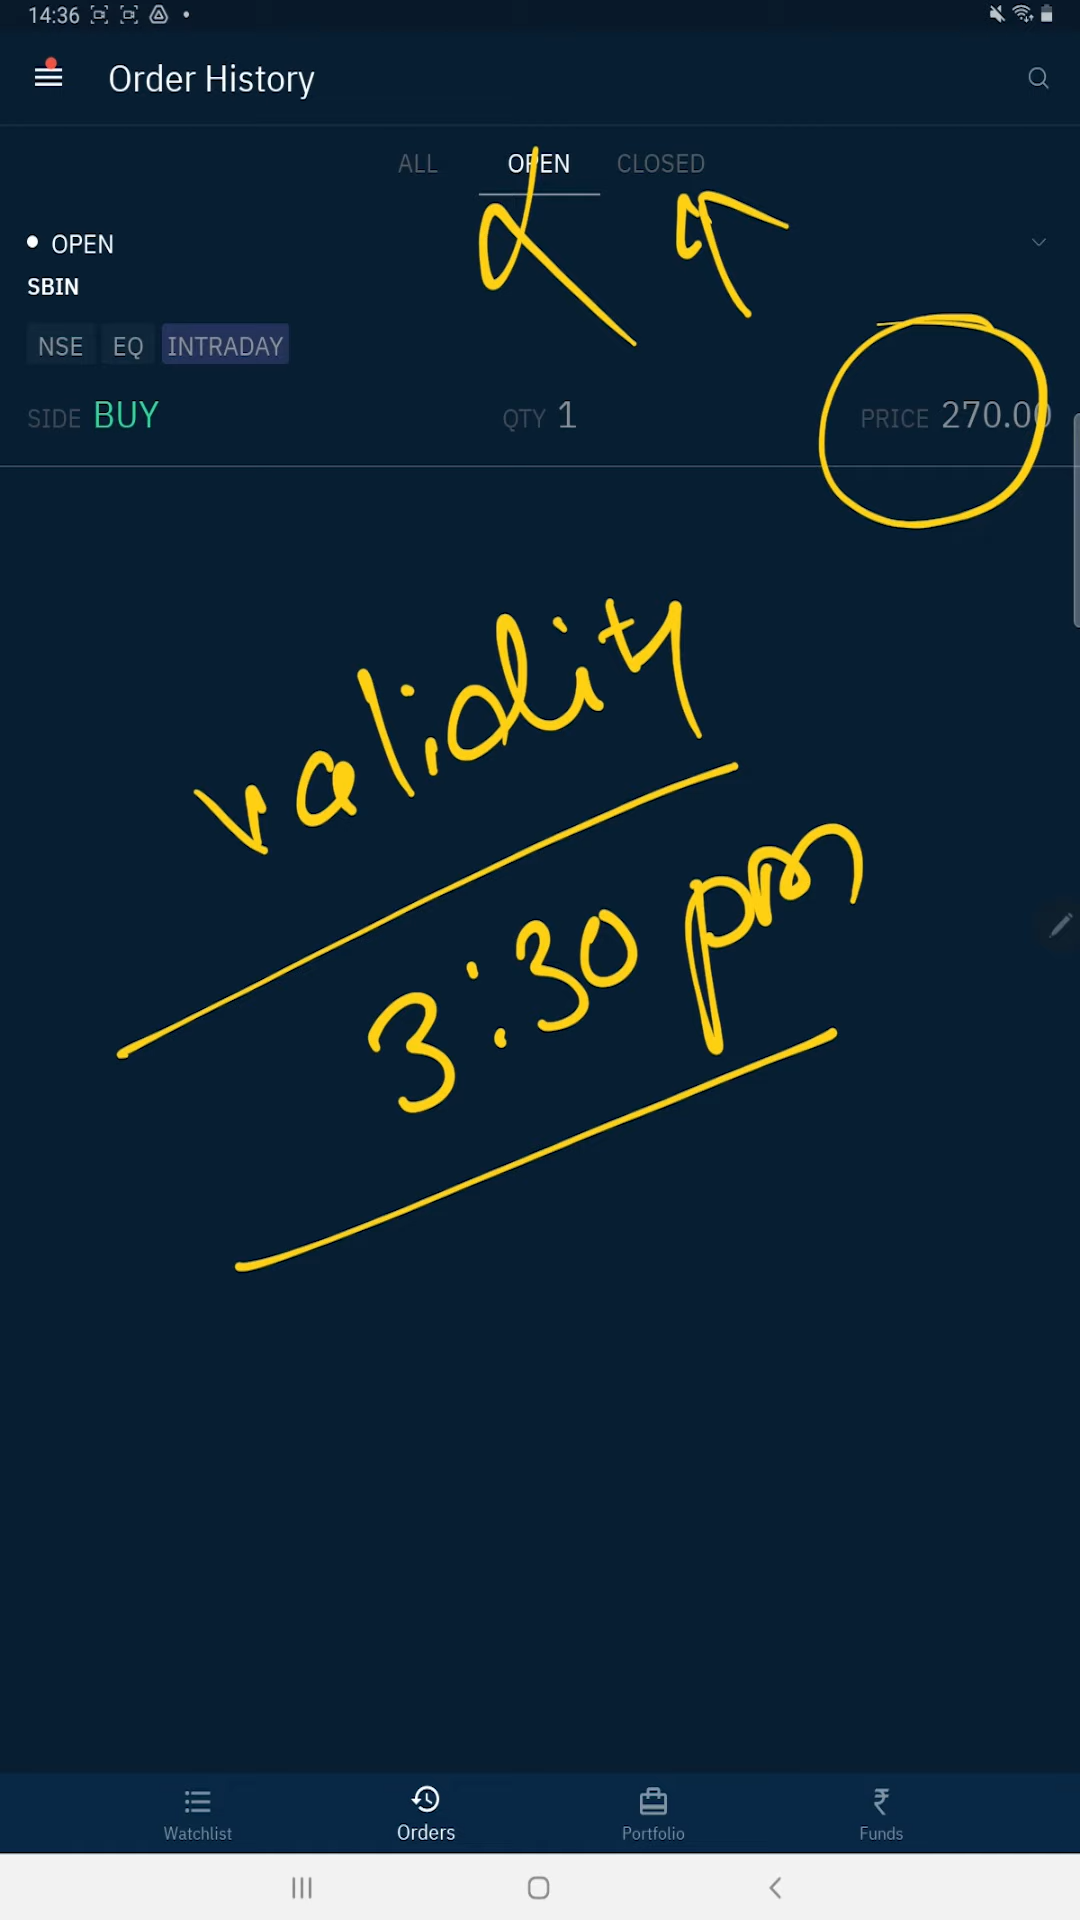 14:36
Order History
ALL OPEN CLOSED
OPEN
SBIN
NSE EQ INTRADAY
SIDE BUY QTY 1 PRICE 270.00
validity
3:30 pm
Watchlist Orders Portfolio Funds